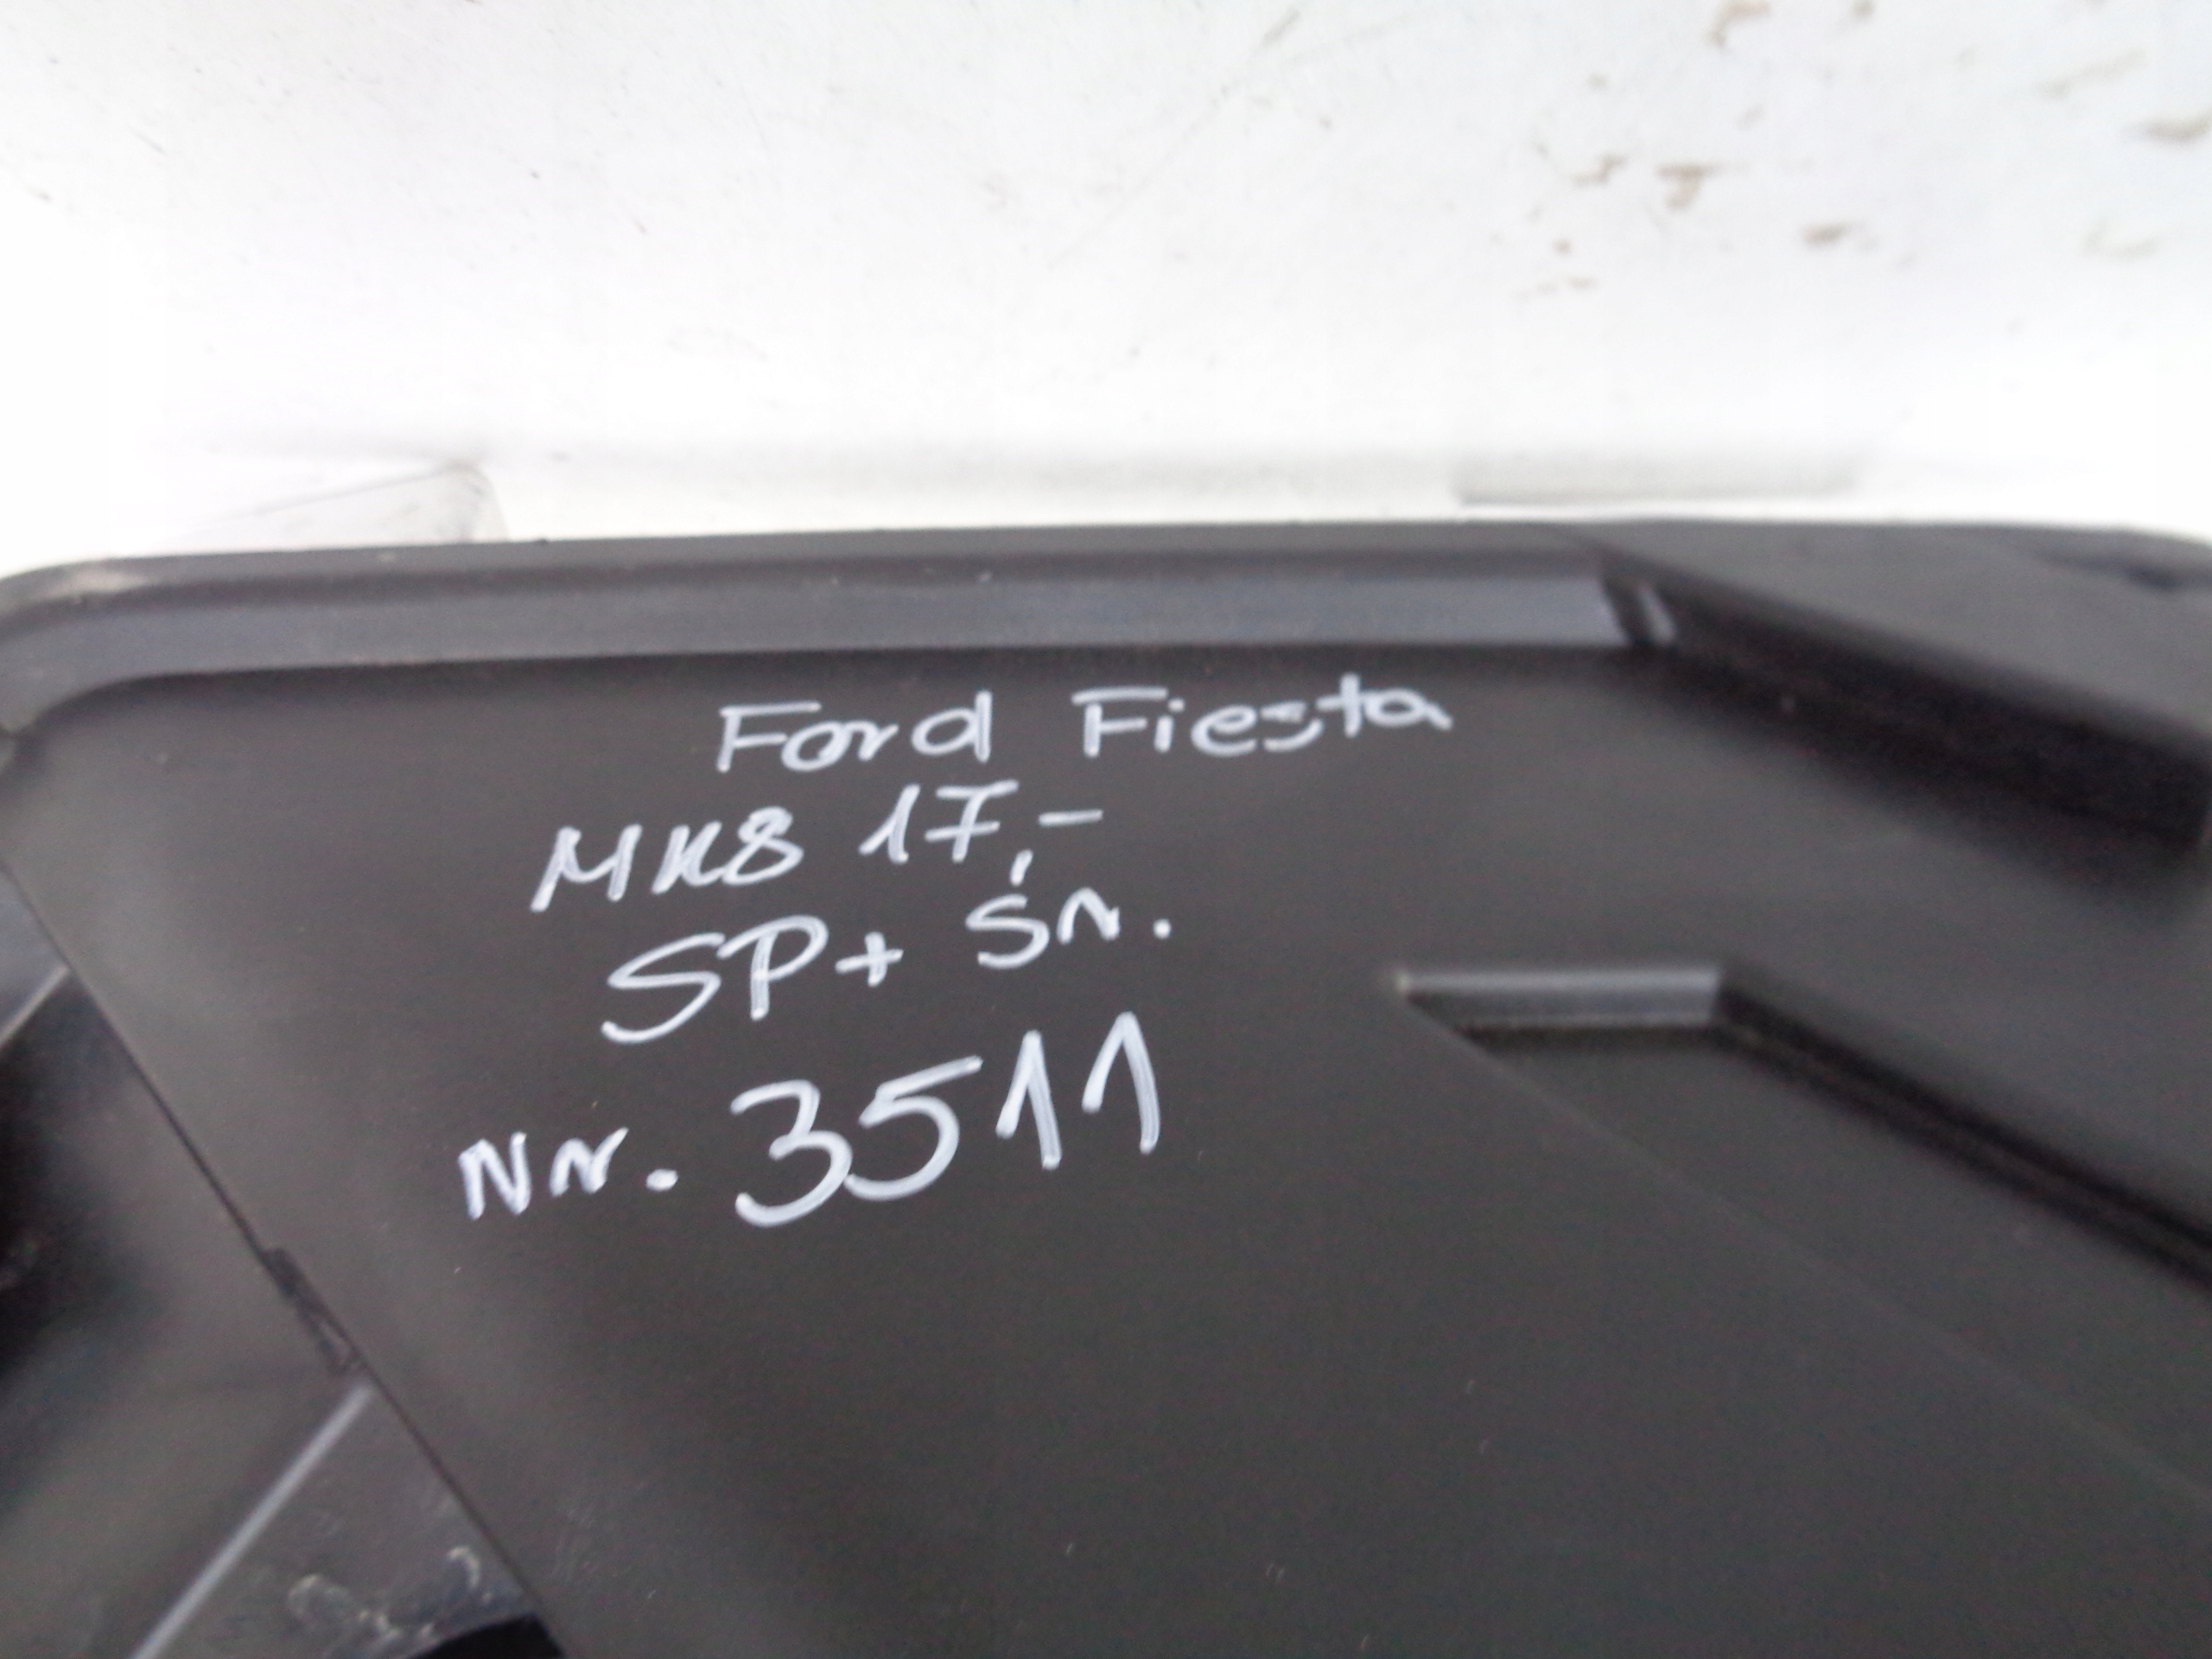 Ford Fiesta
MK8 17,-
SP+ Śr.
Nr. 3511